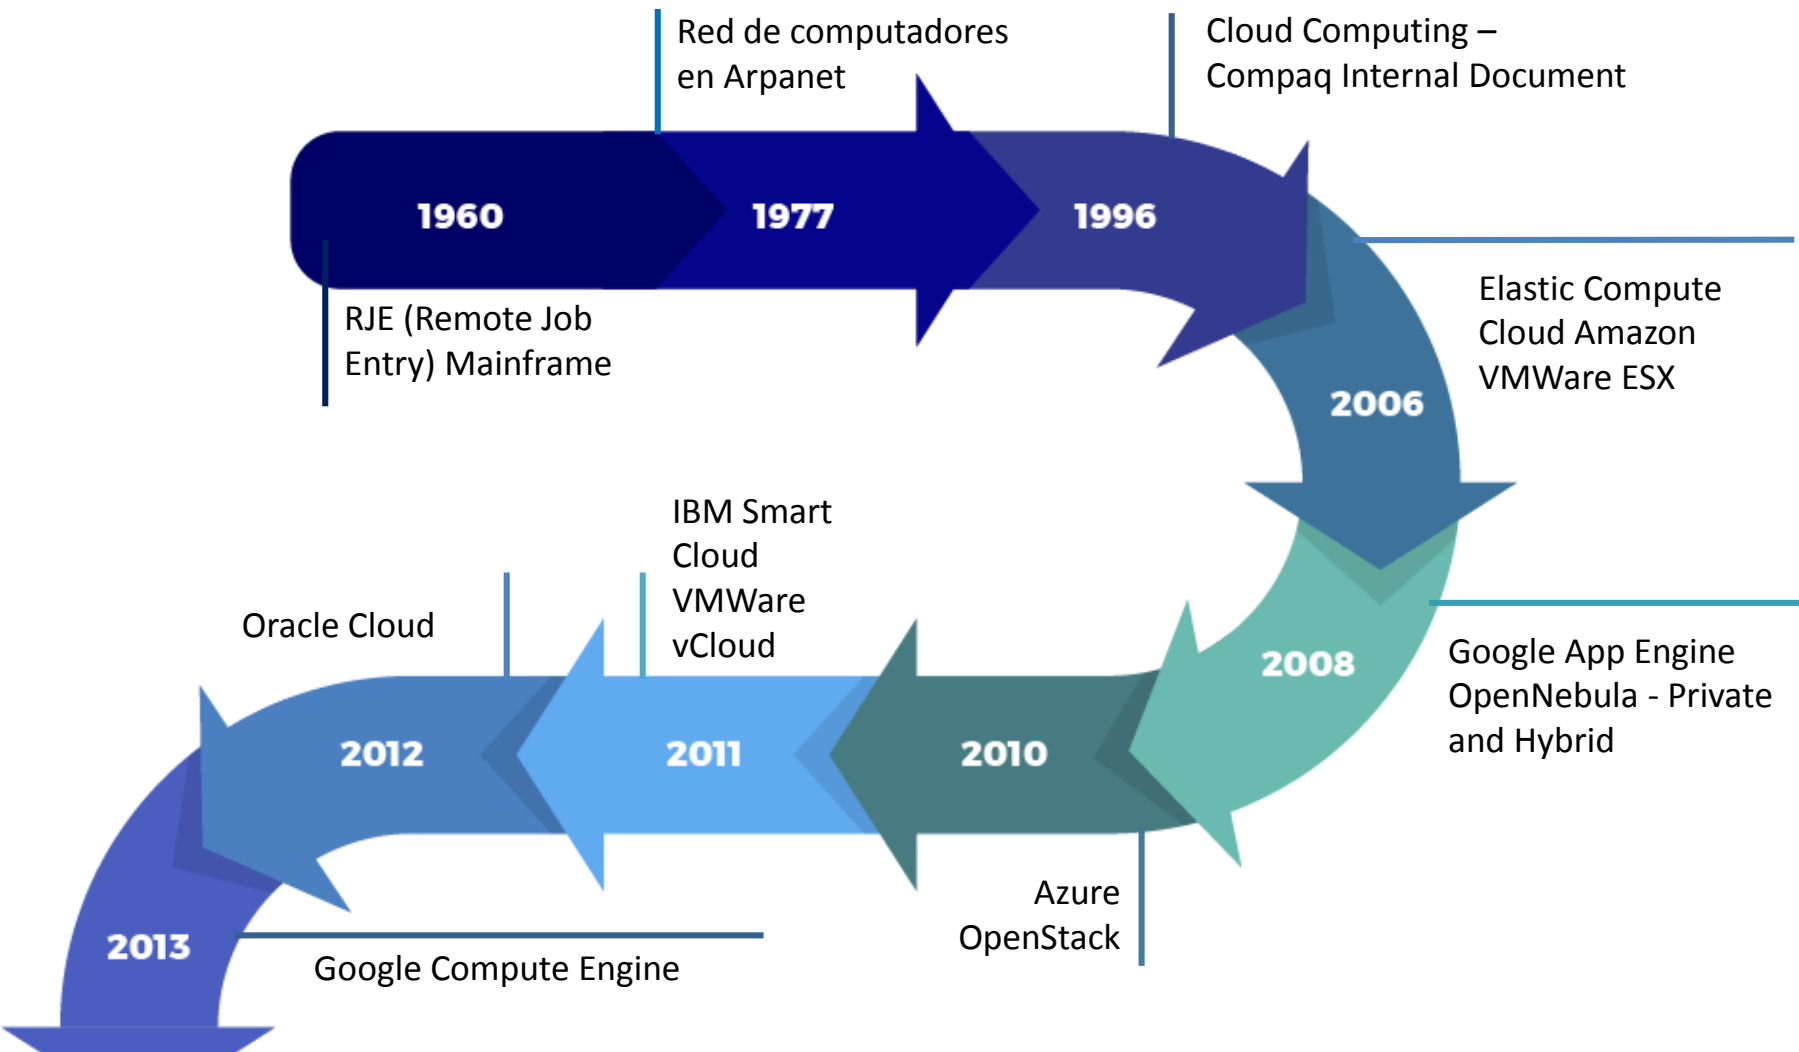 Red de computadores
en Arpanet
Cloud Computing –
Compaq Internal Document
1960
1977
1996
RJE (Remote Job
Entry) Mainframe
Elastic Compute
Cloud Amazon
VMWare ESX
2006
IBM Smart
Cloud
VMWare
vCloud
Oracle Cloud
2008
Google App Engine
OpenNebula - Private
and Hybrid
2012
2011
2010
Azure
OpenStack
2013
Google Compute Engine